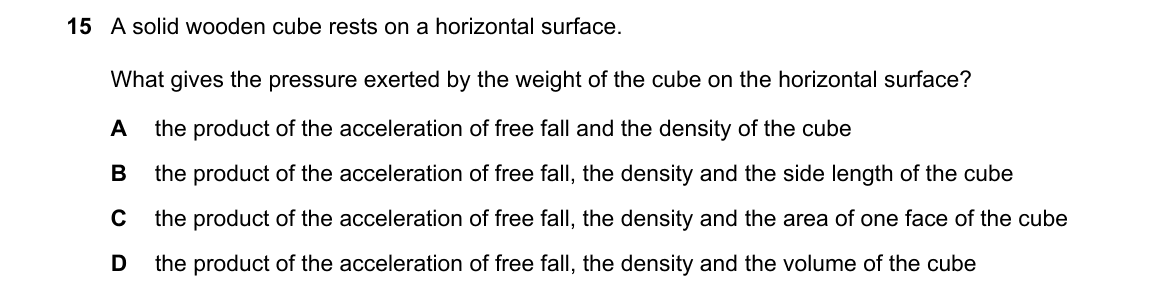 15 A solid wooden cube rests on a horizontal surface.
What gives the pressure exerted by the weight of the cube on the horizontal surface?
A the product of the acceleration of free fall and the density of the cube
B the product of the acceleration of free fall, the density and the side length of the cube
C the product of the acceleration of free fall, the density and the area of one face of the cube
D the product of the acceleration of free fall, the density and the volume of the cube